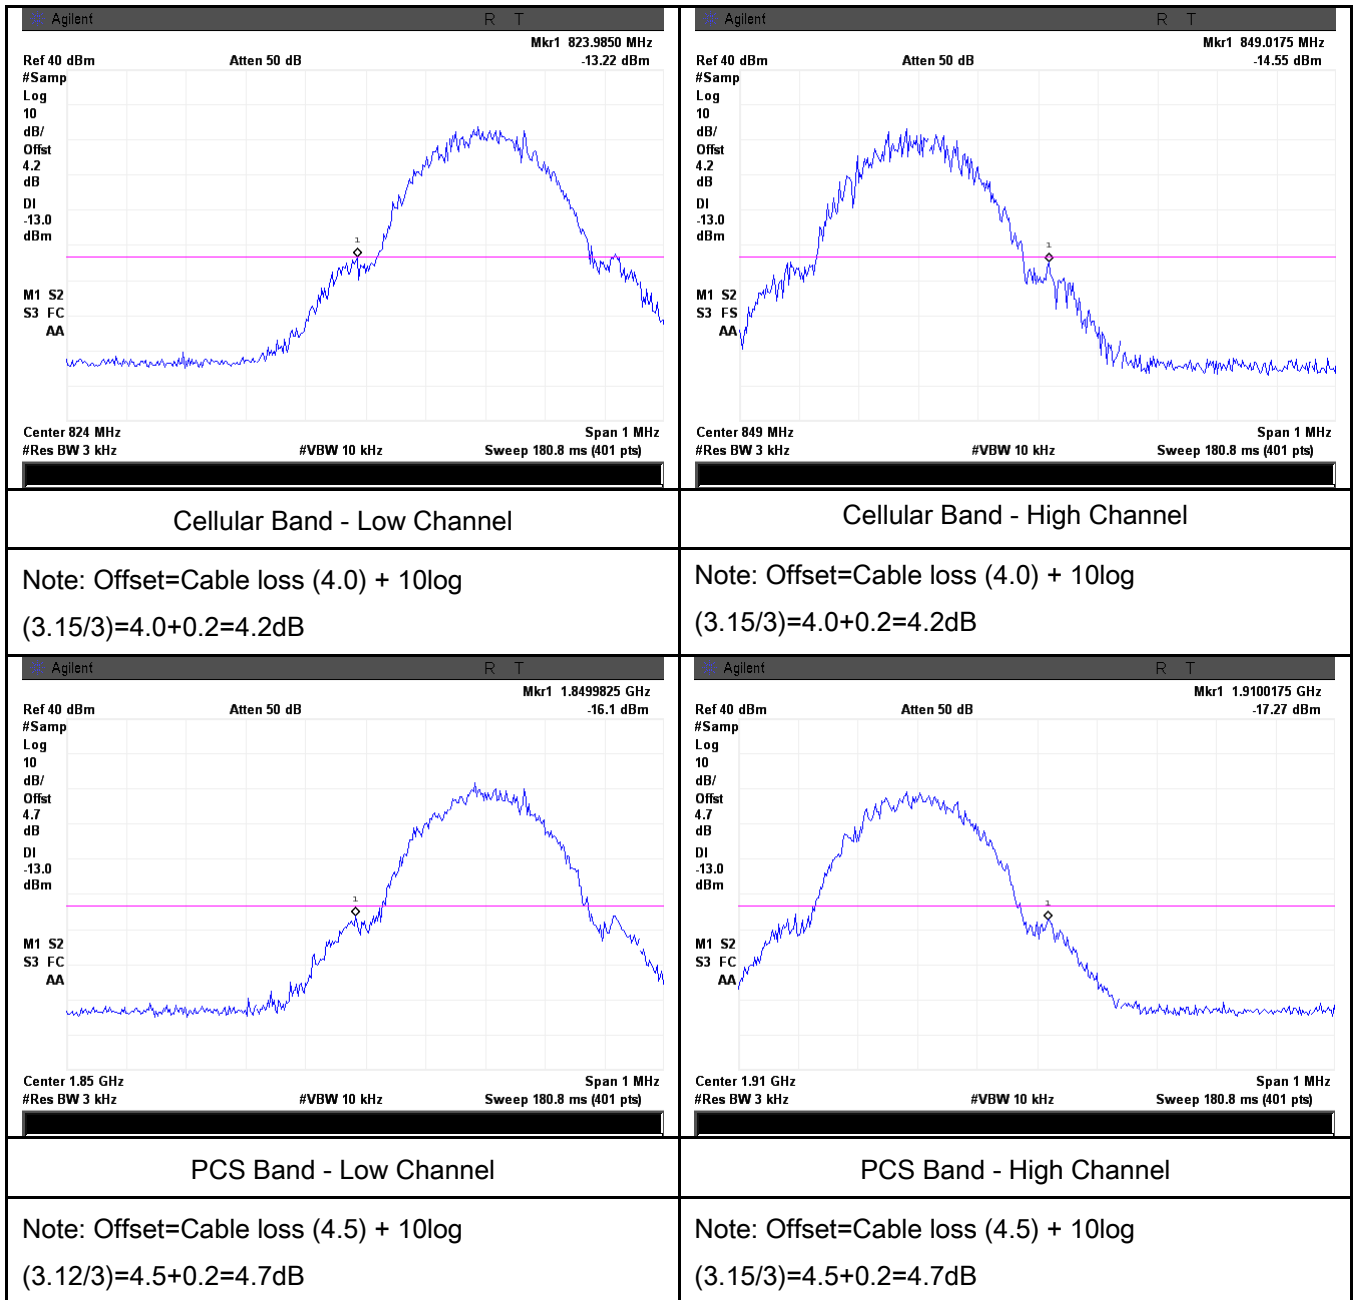 Agilent R T
Mkr1 823.9850 MHz
Ref 40 dBm Atten 50 dB -13.22 dBm
#Samp
Log
10
dB/
Offst
4.2
dB
DI
-13.0
dBm
1
M1 S2
S3 FC
AA
Center 824 MHz Span 1 MHz
#Res BW 3 kHz #VBW 10 kHz Sweep 180.8 ms (401 pts)
Agilent R T
Mkr1 849.0175 MHz
Ref 40 dBm Atten 50 dB -14.55 dBm
#Samp
Log
10
dB/
Offst
4.2
dB
DI
-13.0
dBm
1
M1 S2
S3 FS
AA
Center 849 MHz Span 1 MHz
#Res BW 3 kHz #VBW 10 kHz Sweep 180.8 ms (401 pts)
Cellular Band - Low Channel
Cellular Band - High Channel
Note: Offset=Cable loss (4.0) + 10log
(3.15/3)=4.0+0.2=4.2dB
Note: Offset=Cable loss (4.0) + 10log
(3.15/3)=4.0+0.2=4.2dB
Agilent R T
Mkr1 1.8499825 GHz
Ref 40 dBm Atten 50 dB -16.1 dBm
#Samp
Log
10
dB/
Offst
4.7
dB
DI
-13.0
dBm
1
M1 S2
S3 FC
AA
Center 1.85 GHz Span 1 MHz
#Res BW 3 kHz #VBW 10 kHz Sweep 180.8 ms (401 pts)
Agilent R T
Mkr1 1.9100175 GHz
Ref 40 dBm Atten 50 dB -17.27 dBm
#Samp
Log
10
dB/
Offst
4.7
dB
DI
-13.0
dBm
1
M1 S2
S3 FC
AA
Center 1.91 GHz Span 1 MHz
#Res BW 3 kHz #VBW 10 kHz Sweep 180.8 ms (401 pts)
PCS Band - Low Channel
PCS Band - High Channel
Note: Offset=Cable loss (4.5) + 10log
(3.12/3)=4.5+0.2=4.7dB
Note: Offset=Cable loss (4.5) + 10log
(3.15/3)=4.5+0.2=4.7dB